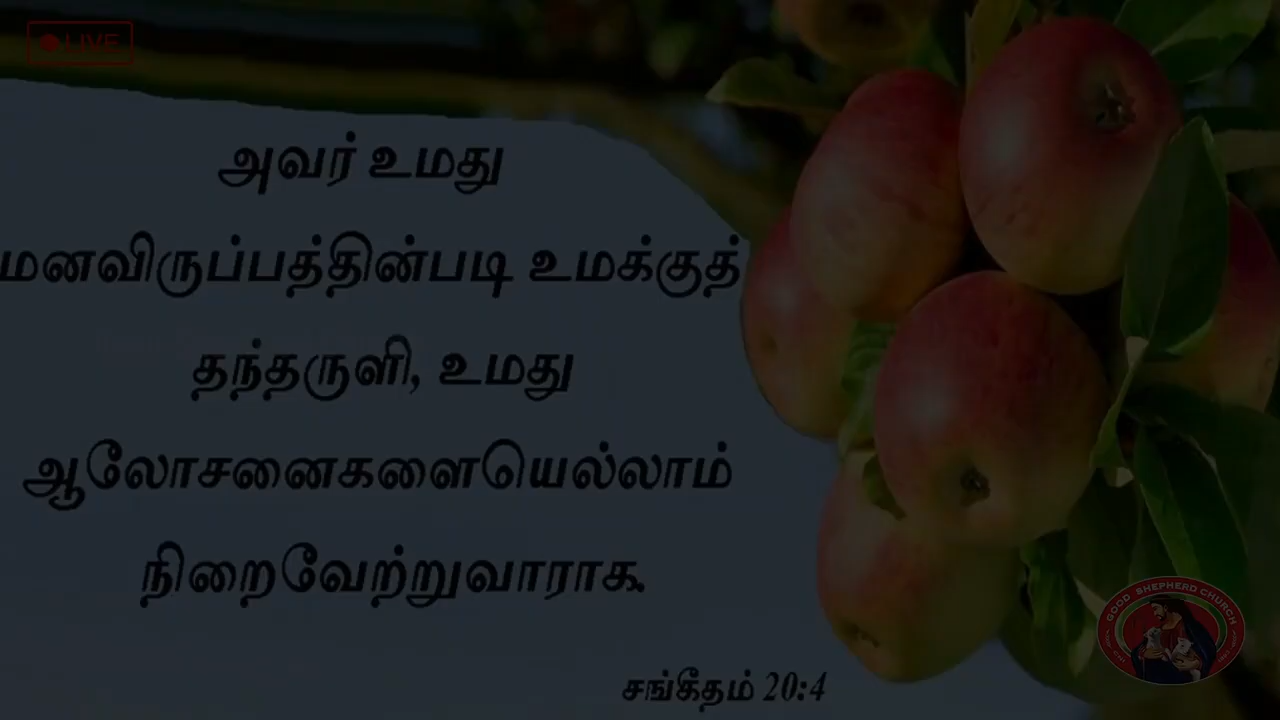 LIVE
அவர் உமது
மனவிருப்பத்தின்படி உமக்குத்
தந்தருளி, உமது
ஆலோசனைகளையெல்லாம்
நிறைவேற்றுவாராக.
சங்கீதம் 20:4
GOOD SHEPHERD CHURCH